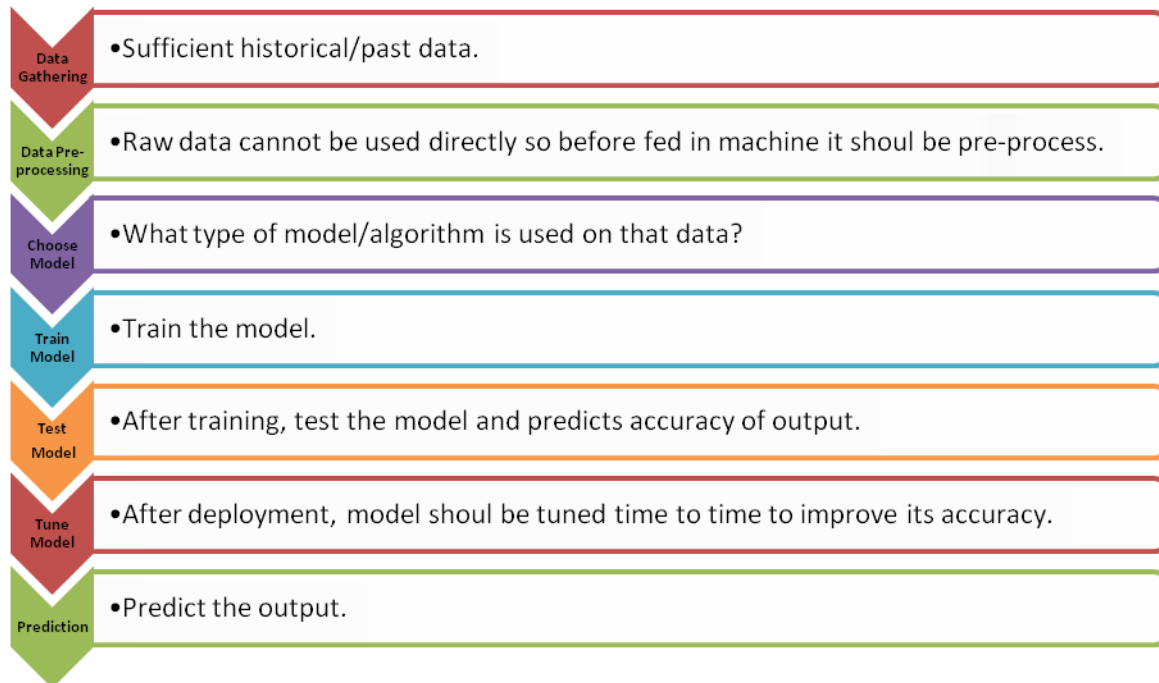 Data
Gathering
•Sufficient historical/past data.
Data Pre-
processing
•Raw data cannot be used directly so before fed in machine it shoul be pre-process.
Choose
Model
•What type of model/algorithm is used on that data?
Train
Model
•Train the model.
Test
Model
•After training, test the model and predicts accuracy of output.
Tune
Model
•After deployment, model shoul be tuned time to time to improve its accuracy.
Prediction
•Predict the output.